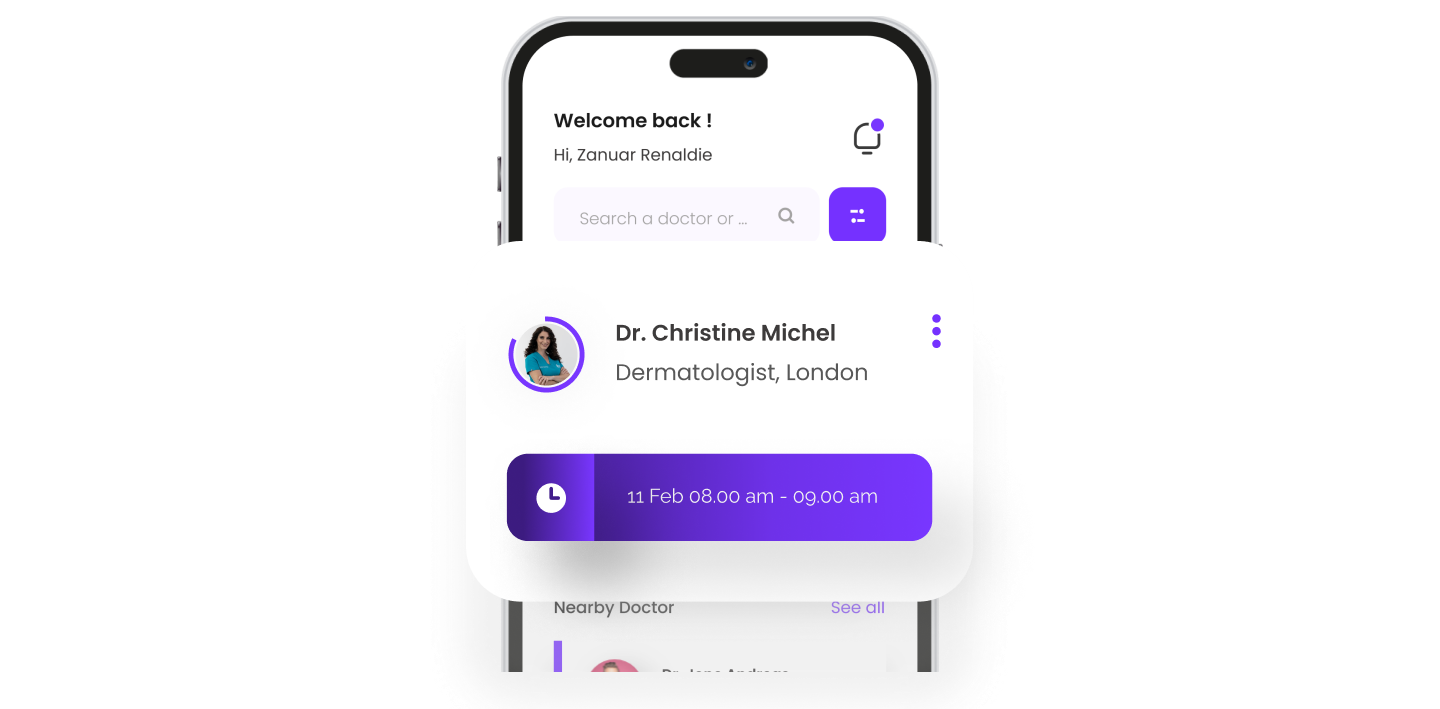 Welcome back !
Hi, Zanuar Renaldie
Search a doctor or ...
Dr. Christine Michel
Dermatologist, London
11 Feb 08.00 am - 09.00 am
Nearby Doctor
See all